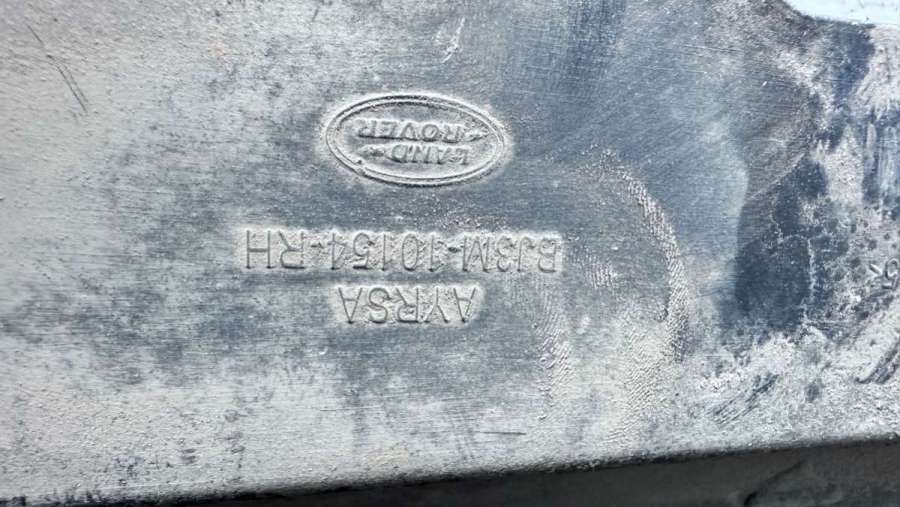 AYRSA
BJ3M-10154-RH
LAND
ROVER